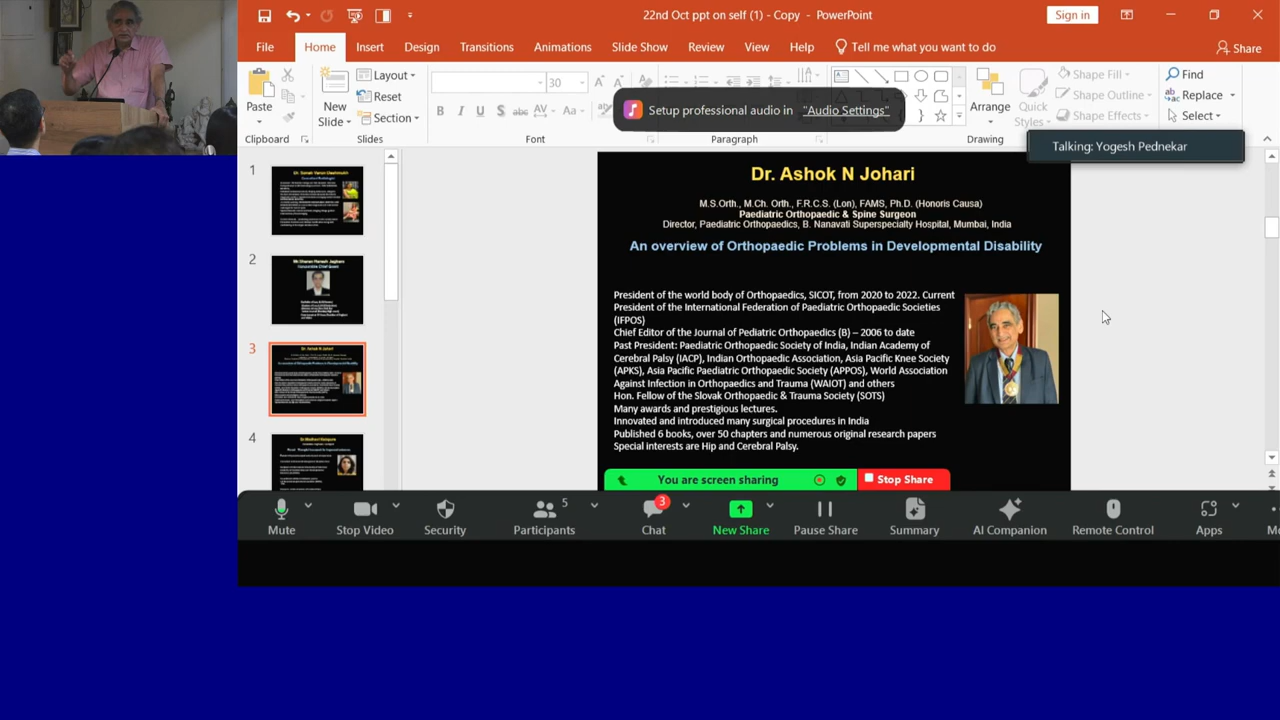 22nd Oct ppt on self (1) - Copy - PowerPoint
Sign in
File Home Insert Design Transitions Animations Slide Show Review View Help Tell me what you want to do
Share
Paste
New
Slide
Layout
Reset
Section
30
B I U S abc AV Aa
Arrange
Quick
Styles
Shape Fill
Shape Outline
Shape Effects
Find
Replace
Select
Setup professional audio in "Audio Settings"
Clipboard Slides Font Paragraph Drawing
Talking: Yogesh Pednekar
1
2
3
4
Dr. Ashok N Johari
M.S.Orth., M.Ch. Orth., F.R.C.S. (Lon), FAMS, Ph.D. (Honoris Causa)
Paediatric Orthopaedic & Spine Surgeon
Director, Paediatric Orthopaedics, B. Nanavati Superspecialty Hospital, Mumbai, India
An overview of Orthopaedic Problems in Developmental Disability
President of the world body of Orthopaedics, SICOT, from 2020 to 2022. Current
President of the International Federation of Paediatric Orthopaedic Societies
(IFPOS)
Chief Editor of the Journal of Pediatric Orthopaedics (B) – 2006 to date
Past President: Paediatric Orthopaedic Society of India, Indian Academy of
Cerebral Palsy (IACP), Indian Orthopaedic Association, Asia Pacific Knee Society
(APKS), Asia Pacific Paediatric Orthopaedic Society (APPOS), World Association
Against Infection in Orthopaedics and Trauma (WAIOT) and others
Hon. Fellow of the Slovak Orthopaedic & Trauma Society (SOTS)
Many awards and prestigious lectures.
Innovated and introduced many surgical procedures in India
Published 6 books, over 50 chapters and numerous original research papers
Special interests are Hip and Cerebral Palsy.
You are screen sharing
Stop Share
5
3
Mute Stop Video Security Participants Chat New Share Pause Share Summary AI Companion Remote Control Apps